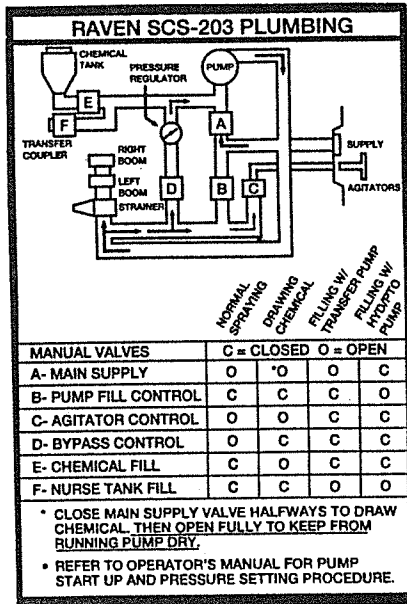 RAVEN SCS-203 PLUMBING
CHEMICAL
TANK
PRESSURE
REGULATOR
PUMP
E
F
A
TRANSFER
COUPLER
RIGHT
BOOM
LEFT
BOOM
STRAINER
D
B
C
SUPPLY
AGITATORS
NORMAL
SPRAYING
DRAWING
CHEMICAL
FILLING W/
TRANSFER PUMP
FILLING W/
HYD/PTO
PUMP
MANUAL VALVES C = CLOSED O = OPEN
A- MAIN SUPPLY O *O O C
B- PUMP FILL CONTROL C C C O
C- AGITATOR CONTROL O O C C
D- BYPASS CONTROL O C C C
E- CHEMICAL FILL C O C C
F- NURSE TANK FILL C C O O
* CLOSE MAIN SUPPLY VALVE HALFWAYS TO DRAW
CHEMICAL, THEN OPEN FULLY TO KEEP FROM
RUNNING PUMP DRY.
• REFER TO OPERATOR'S MANUAL FOR PUMP
START UP AND PRESSURE SETTING PROCEDURE.